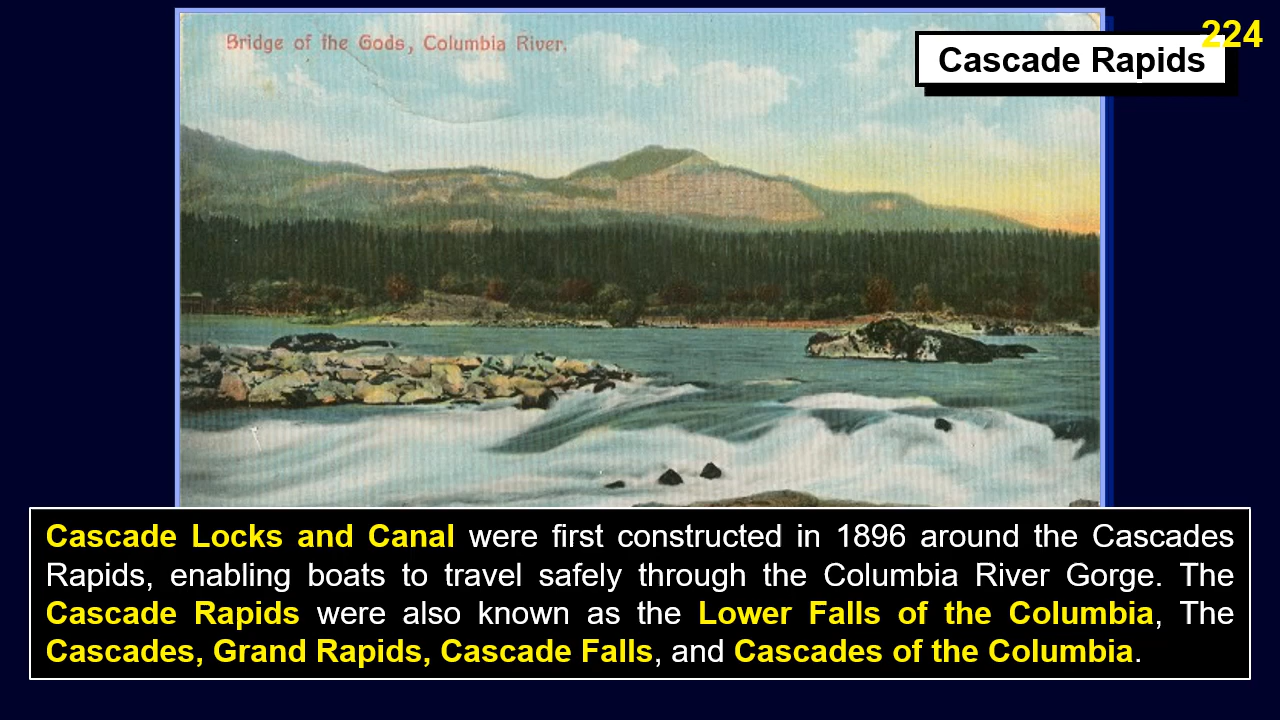 224
Cascade Rapids
Bridge of the Gods, Columbia River.
Cascade Locks and Canal were first constructed in 1896 around the Cascades
Rapids, enabling boats to travel safely through the Columbia River Gorge. The
Cascade Rapids were also known as the Lower Falls of the Columbia, The
Cascades, Grand Rapids, Cascade Falls, and Cascades of the Columbia.